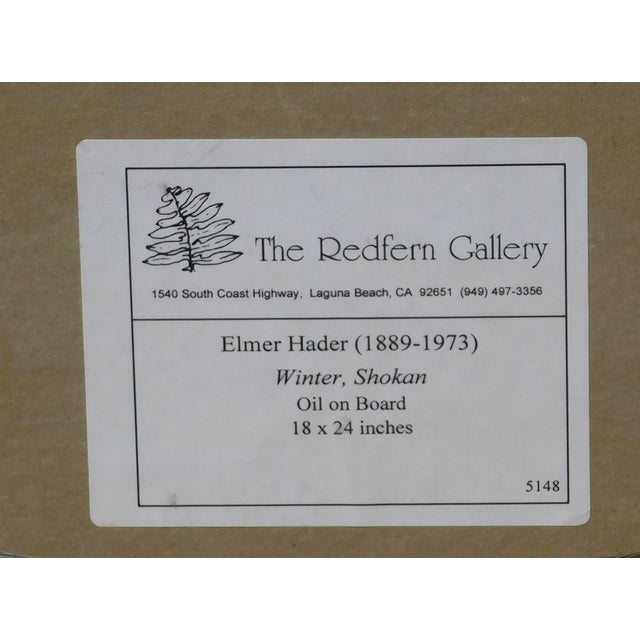 The Redfern Gallery
1540 South Coast Highway, Laguna Beach, CA 92651 (949) 497-3356
Elmer Hader (1889-1973)
Winter, Shokan
Oil on Board
18 x 24 inches
5148